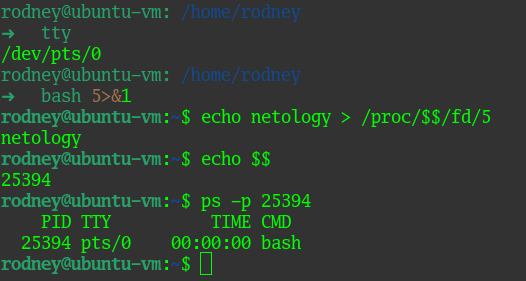 rodney@ubuntu-vm: /home/rodney
➜ tty
/dev/pts/0
rodney@ubuntu-vm: /home/rodney
➜ bash 5>&1
rodney@ubuntu-vm:~$ echo netology > /proc/$$/fd/5
netology
rodney@ubuntu-vm:~$ echo $$
25394
rodney@ubuntu-vm:~$ ps -p 25394
    PID TTY          TIME CMD
  25394 pts/0    00:00:00 bash
rodney@ubuntu-vm:~$